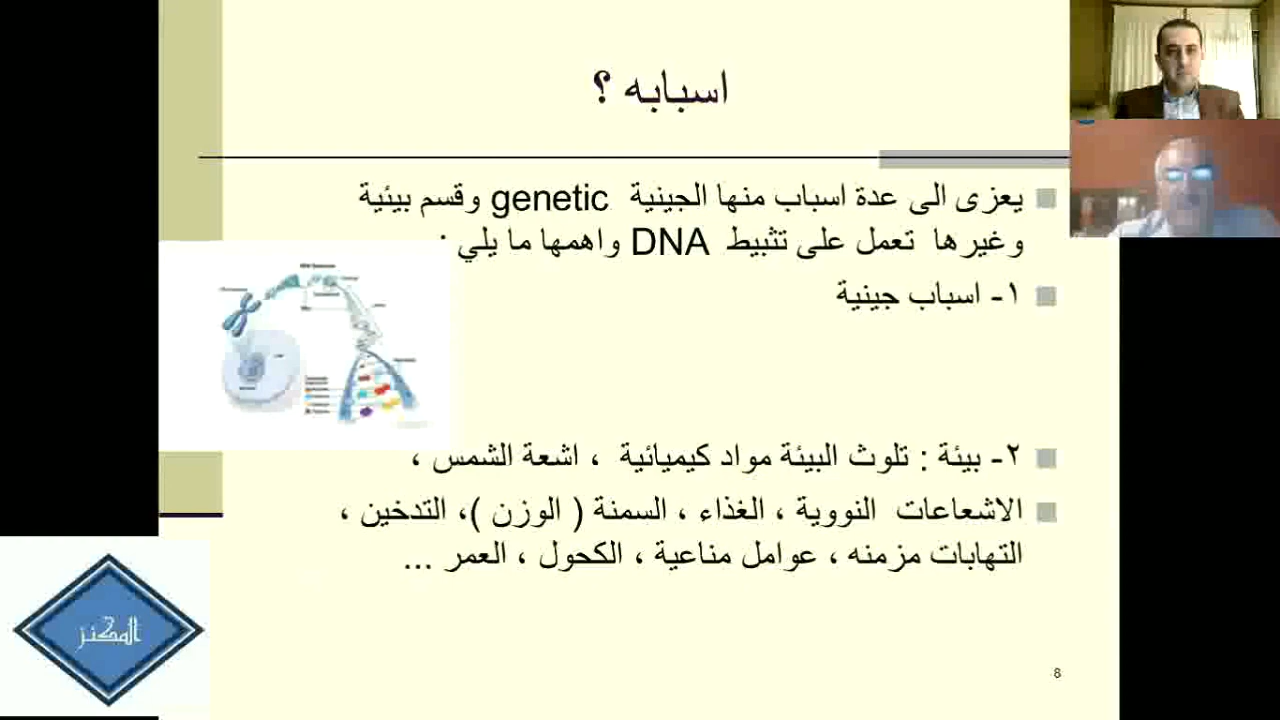 اسبابه ؟
يعزى الى عدة اسباب منها الجينية genetic وقسم بيئية
وغيرها تعمل على تثبيط DNA واهمها ما يلي :
١- اسباب جينية
٢- بيئة : تلوث البيئة مواد كيميائية ، اشعة الشمس ،
الاشعاعات النووية ، الغذاء ، السمنة ( الوزن )، التدخين ،
التهابات مزمنه ، عوامل مناعية ، الكحول ، العمر ...
المكنز
8